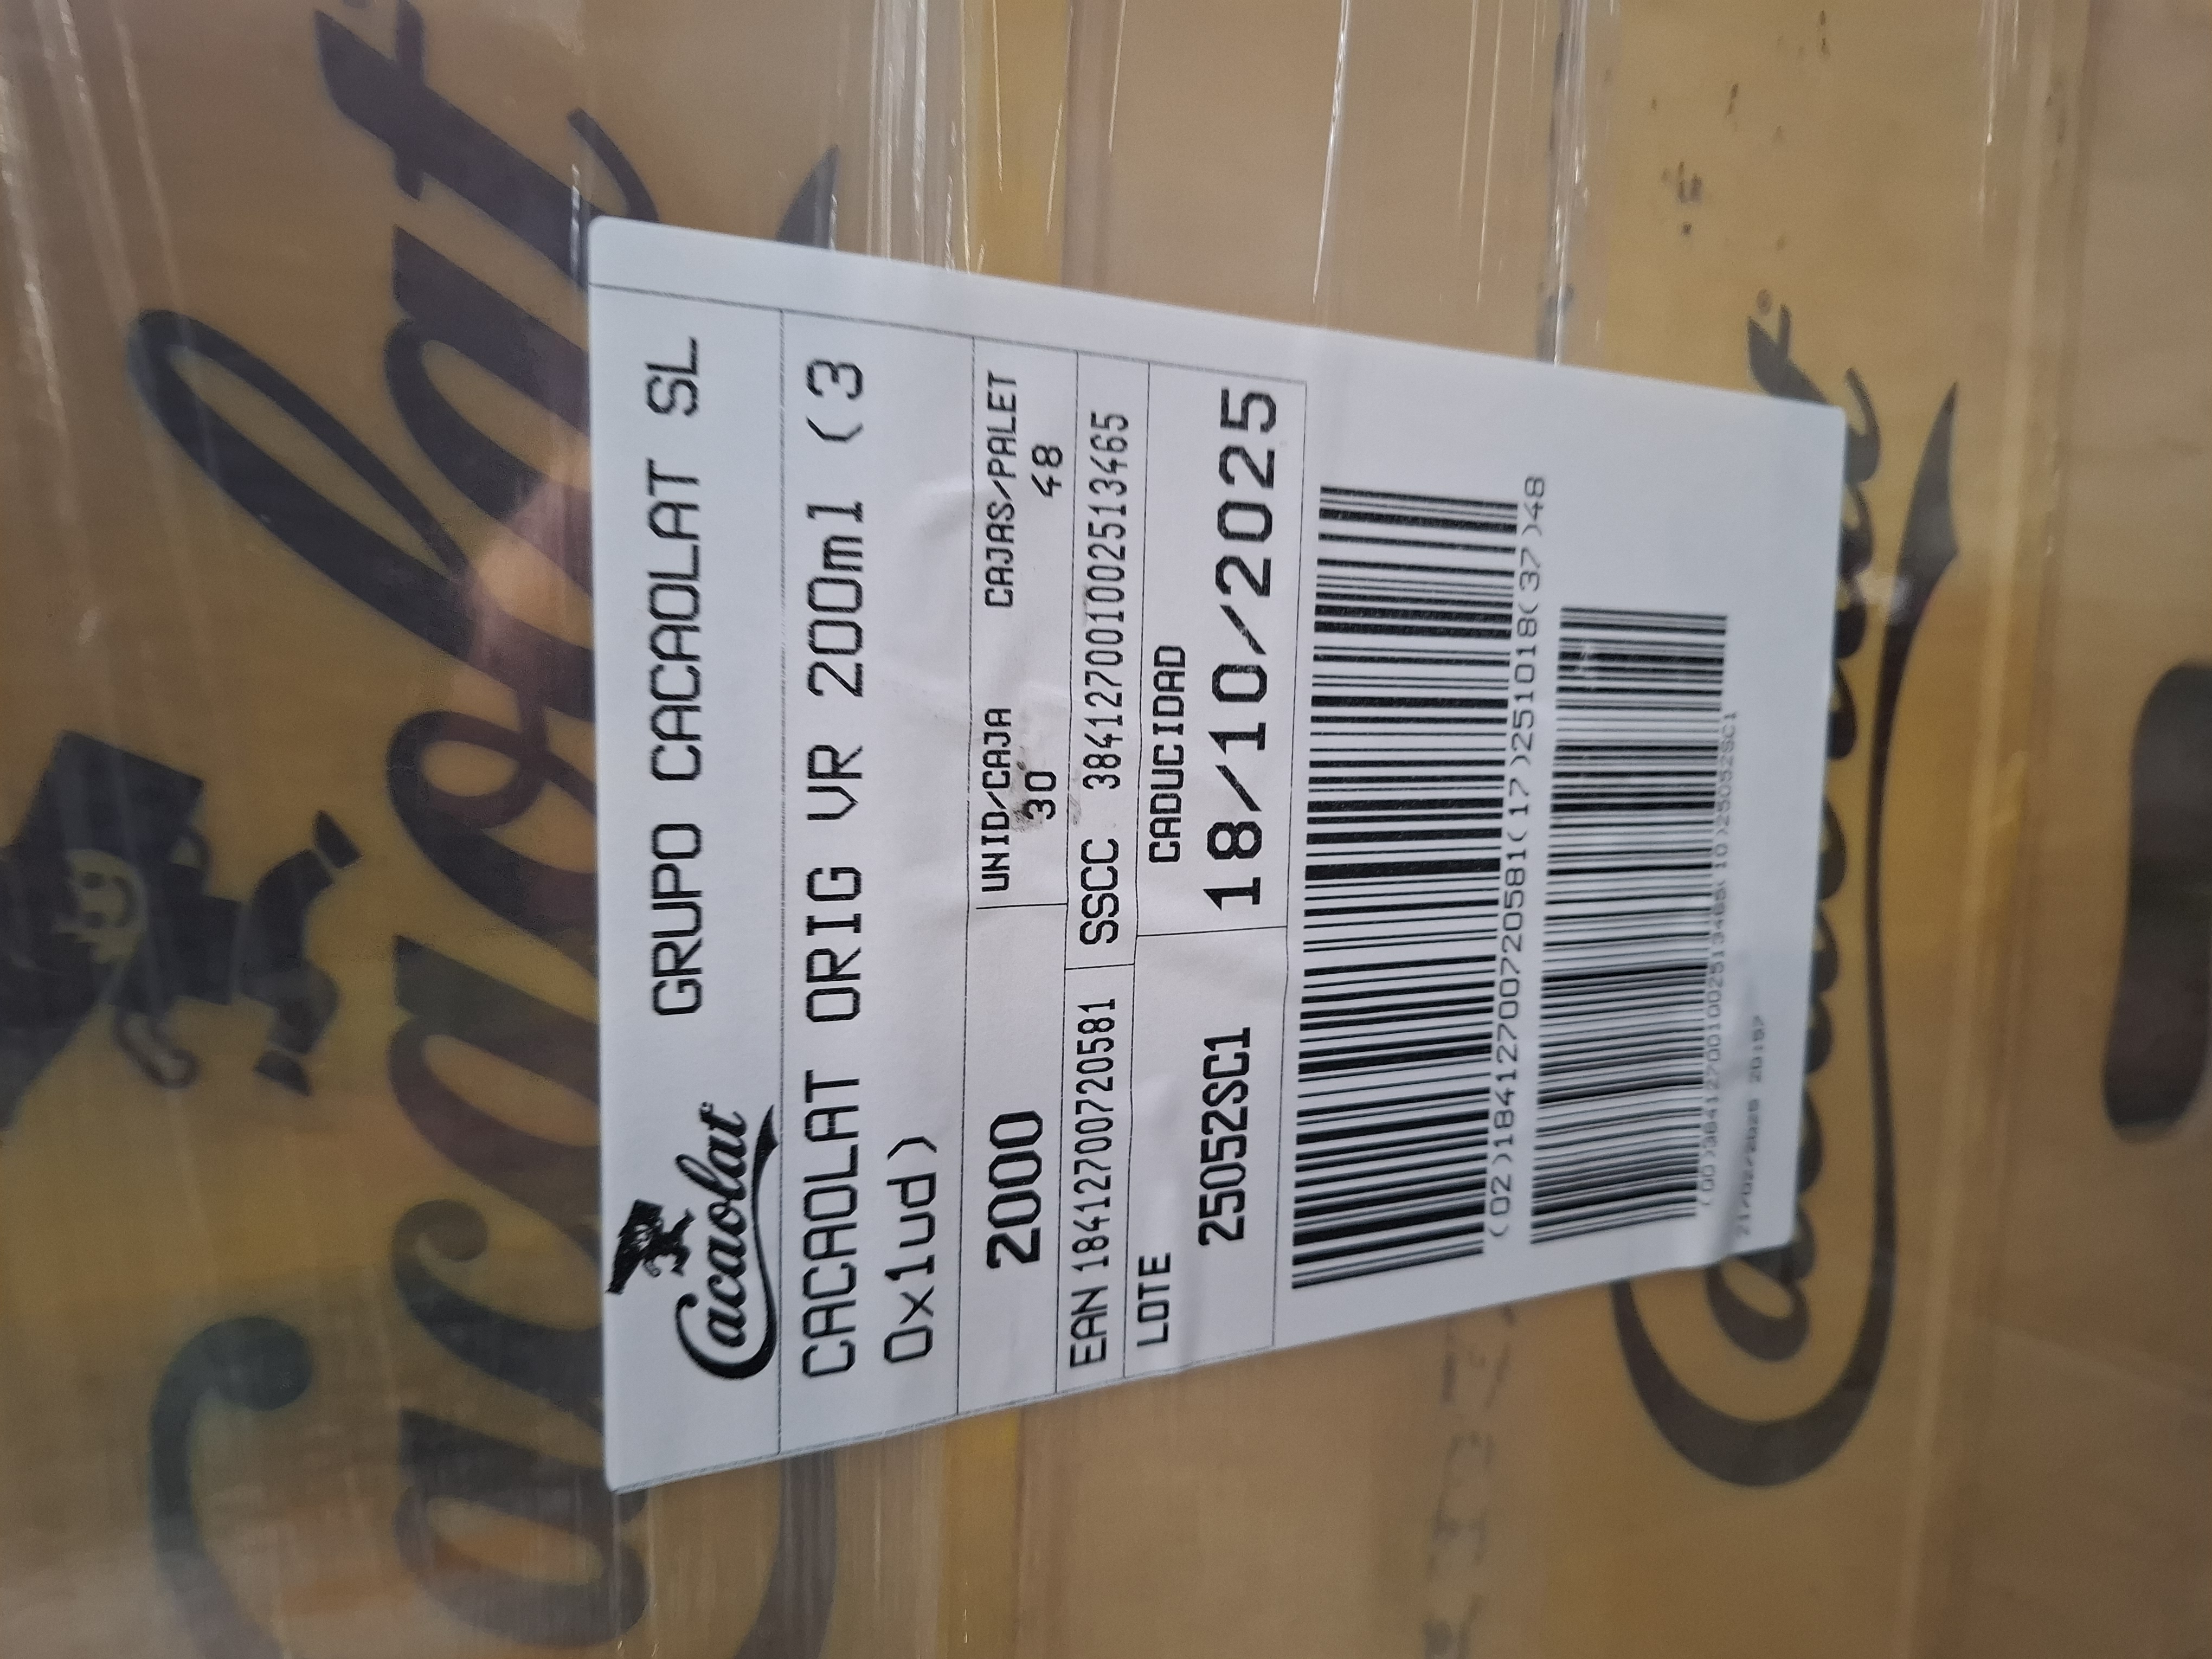 Cacaolat
Cacaolat GRUPO CACAOLAT SL
CACAOLAT ORIG VR 200ml (3
0x1ud)
2000
UNID/CAJA CAJAS/PALET
30 48
EAN 18412700720581 SSCC 384127001002513465
LOTE CADUCIDAD
25052SC1 18/10/2025
(02)18412700720581(17)251018(37)48
(00)384127001002513465(10)25052SC1
21/02/2025 20:57
Cacaolat